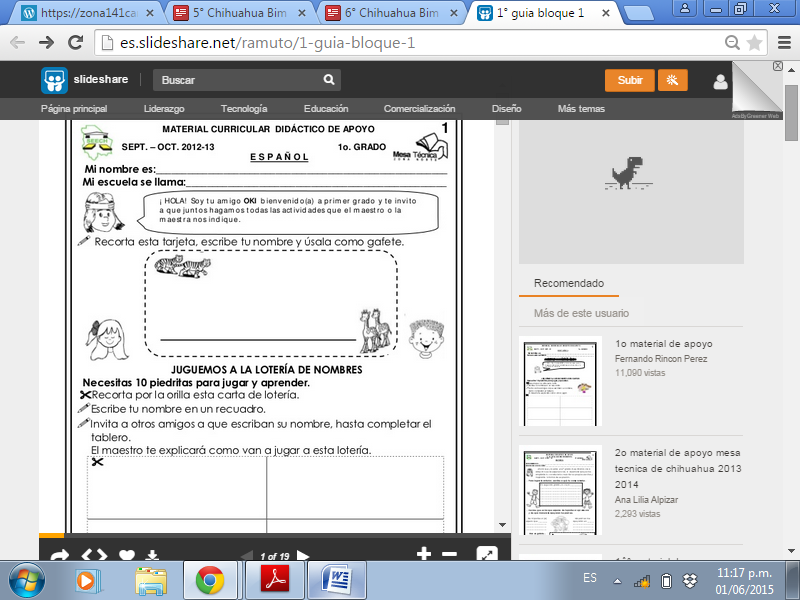 https://zona141ca
5° Chihuahua Bim
6° Chihuahua Bim
1° guia bloque 1
es.slideshare.net/ramuto/1-guia-bloque-1
slideshare
Buscar
Subir
Página principal
Liderazgo
Tecnología
Educación
Comercialización
Diseño
Más temas
MATERIAL CURRICULAR DIDÁCTICO DE APOYO
1
SEPT. – OCT. 2012-13
1o. GRADO
ESPAÑOL
Mesa Técnica
Mi nombre es:
Mi escuela se llama:
¡ HOLA! Soy tu amigo OKI bienvenido(a) a primer grado y te invito
a que juntos hagamos todas las actividades que el maestro o la
maestra nos indique.
Recorta esta tarjeta, escribe tu nombre y úsala como gafete.
JUGUEMOS A LA LOTERÍA DE NOMBRES
Necesitas 10 piedritas para jugar y aprender.
Recorta por la orilla esta carta de lotería.
Escribe tu nombre en un recuadro.
Invita a otros amigos a que escriban su nombre, hasta completar el
tablero.
El maestro te explicará como van a jugar a esta lotería.
1 of 19
Recomendado
Más de este usuario
1o material de apoyo
Fernando Rincon Perez
11,090 vistas
2o material de apoyo mesa
tecnica de chihuahua 2013
2014
Ana Lilia Alpizar
2,293 vistas
ES
11:17 p.m.
01/06/2015